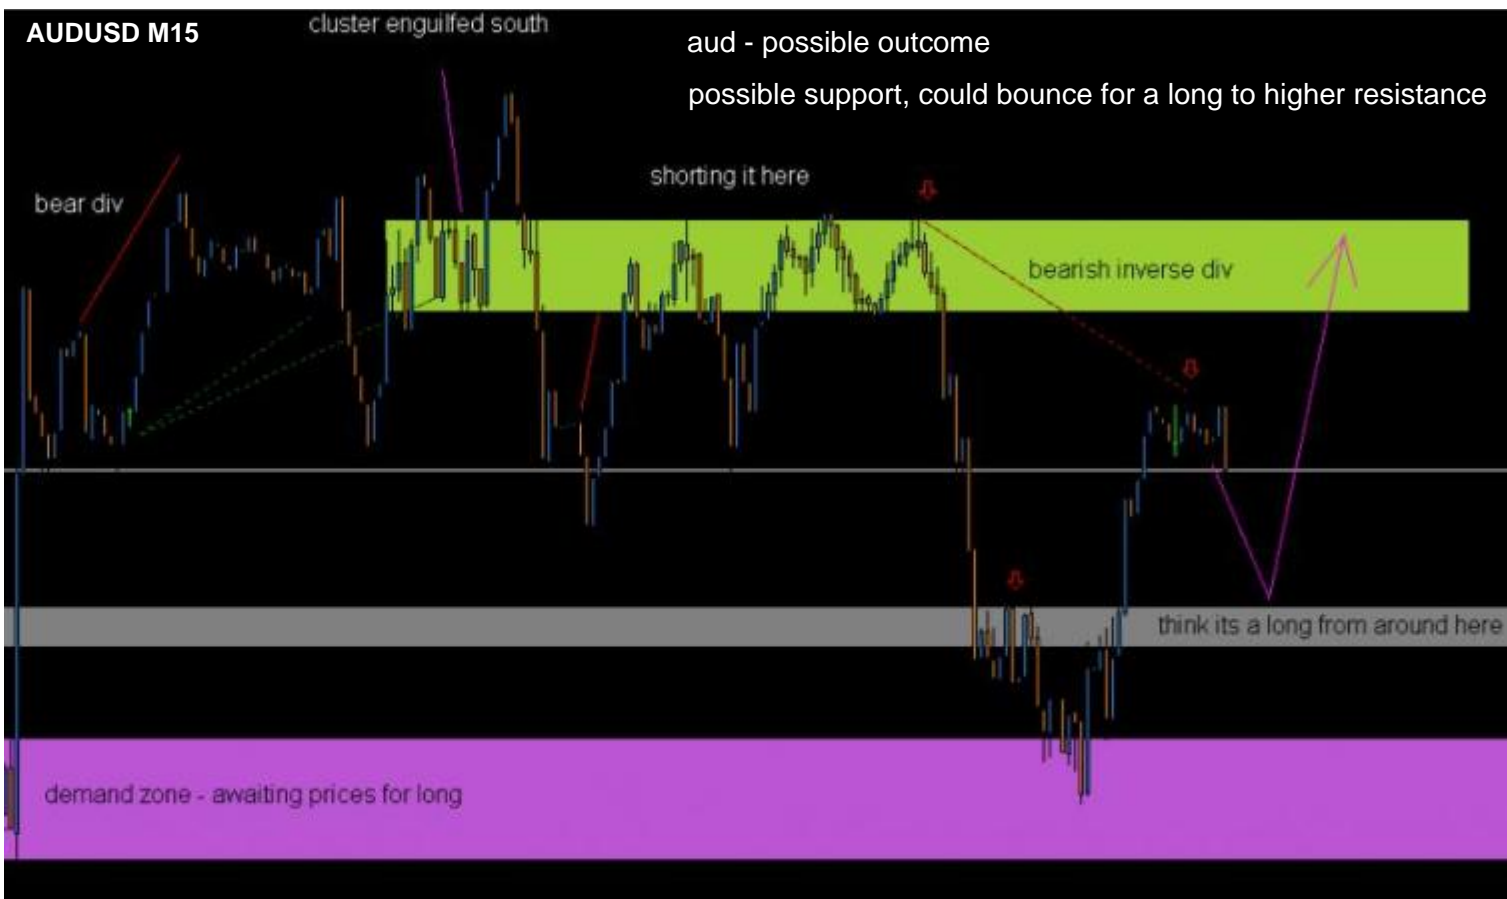 cluster enguilfed south
AUDUSD M15
aud - possible outcome
possible support, could bounce for a long to higher resistance
shorting it here
bear div
bearish inverse div
think its a long from around here
demand zone - awaiting prices for long